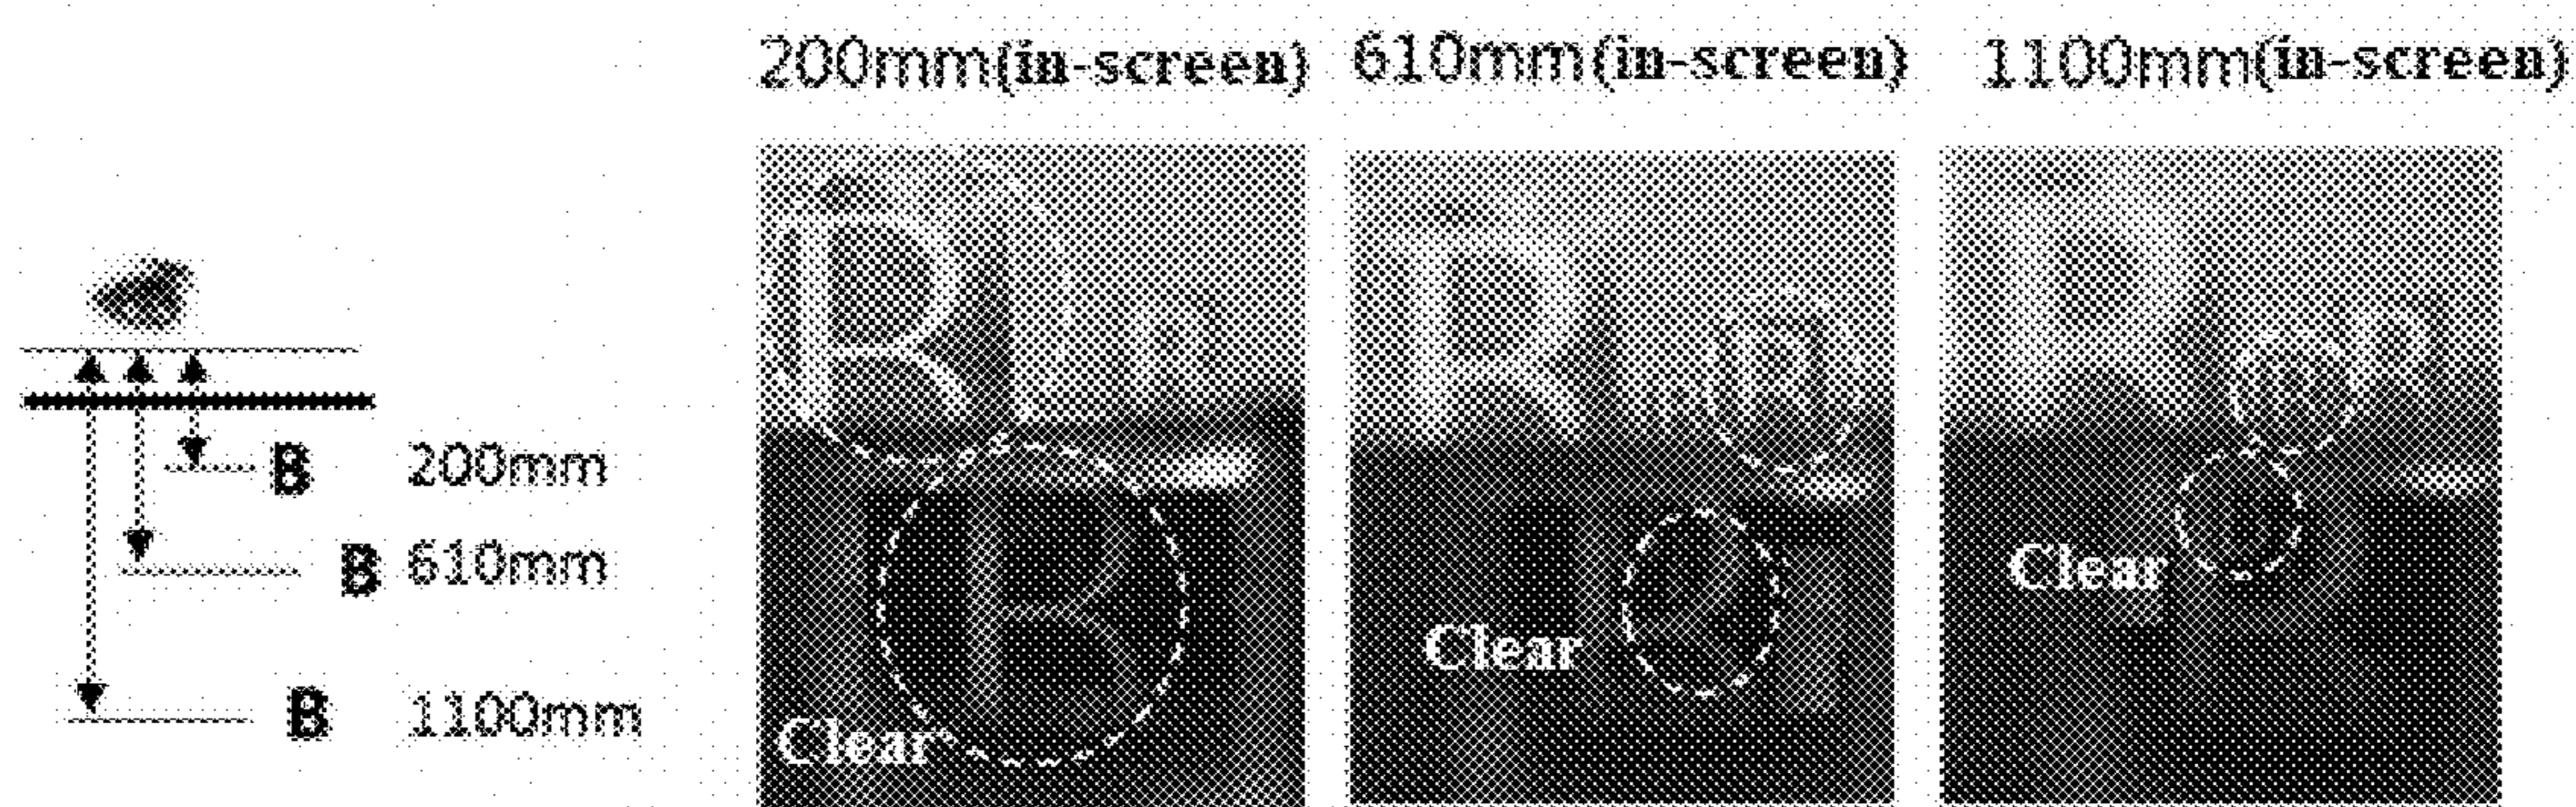 200mm(in-screen) 610mm(in-screen) 1100mm(in-screen)
B 200mm
B 610mm
B 1100mm
B
B
Clear
Clear
Clear